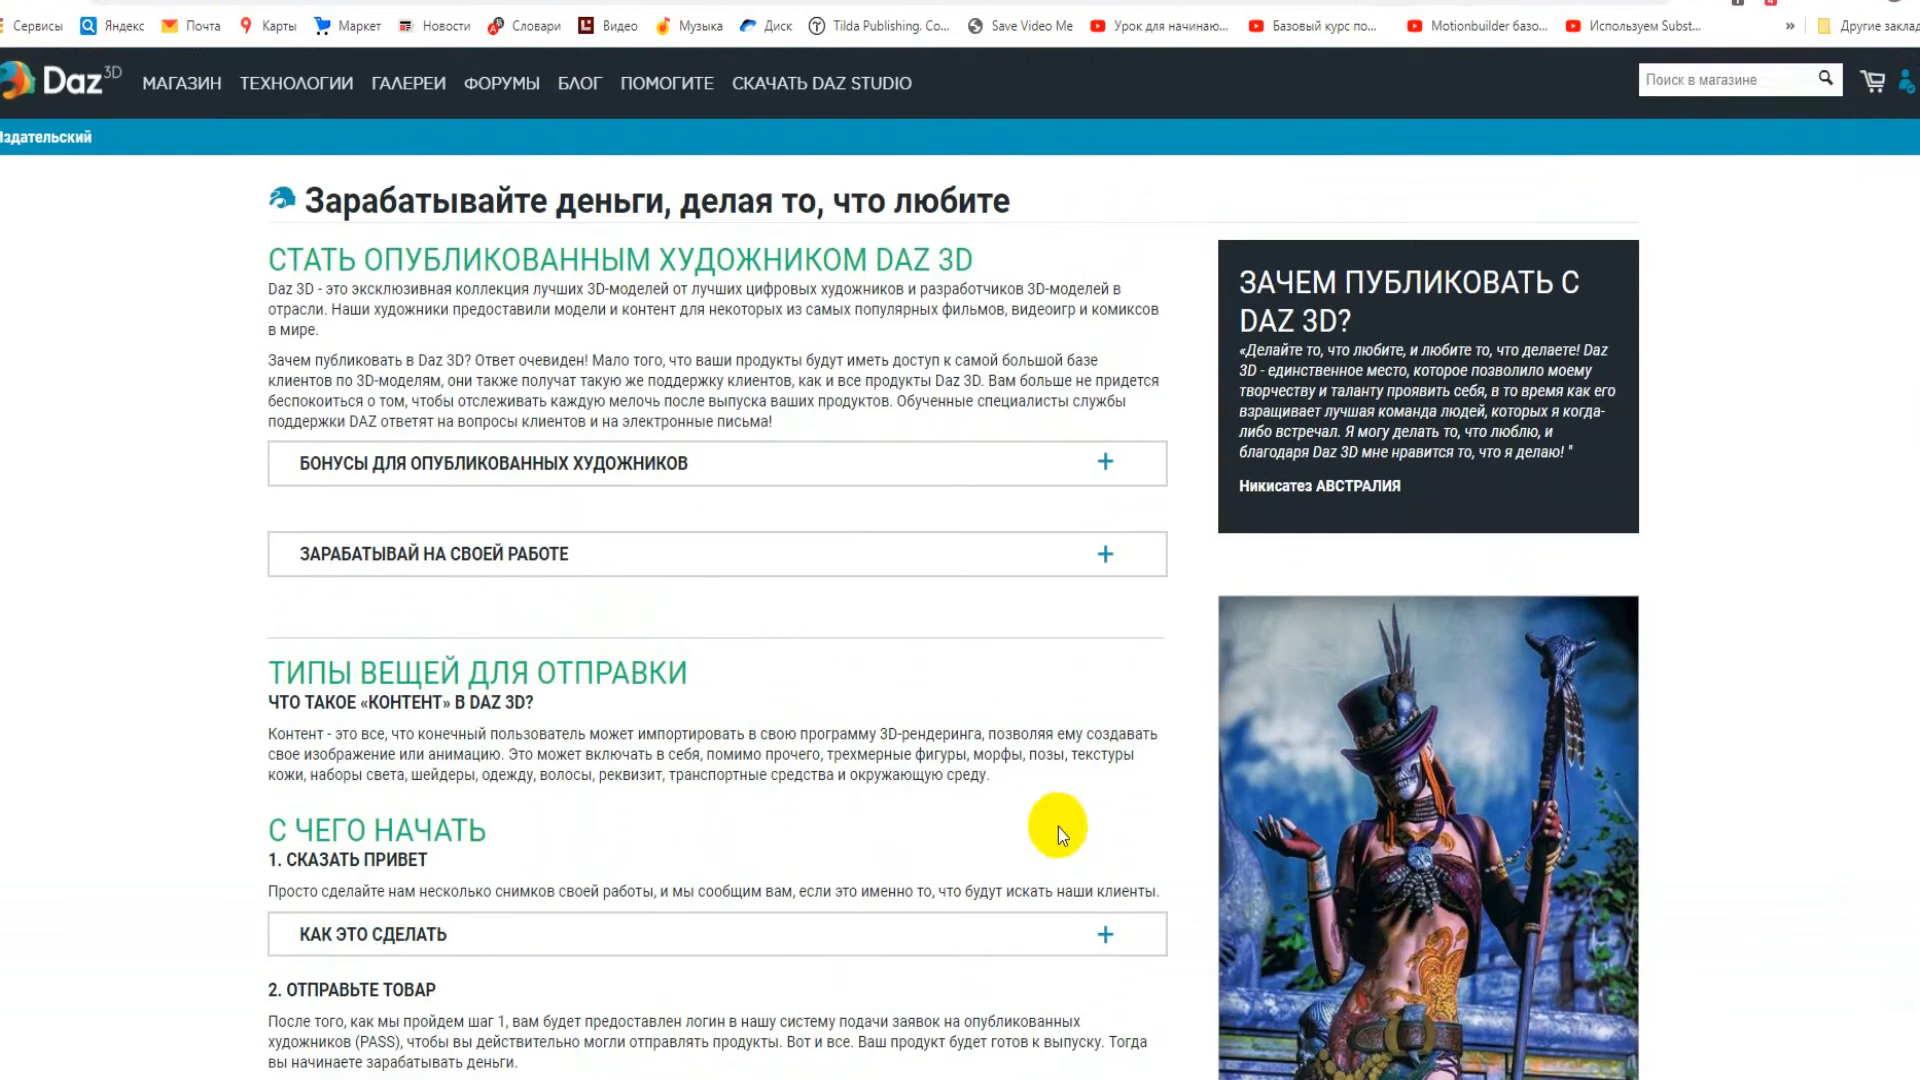 Сервисы Яндекс Почта Карты Маркет Новости Словари Видео Музыка Диск Tilda Publishing. Co... Save Video Me Урок для начинаю... Базовый курс по... Motionbuilder базо... Используем Subst... » Другие заклад
Daz 3D МАГАЗИН ТЕХНОЛОГИИ ГАЛЕРЕИ ФОРУМЫ БЛОГ ПОМОГИТЕ СКАЧАТЬ DAZ STUDIO Поиск в магазине
Издательский
Зарабатывайте деньги, делая то, что любите
СТАТЬ ОПУБЛИКОВАННЫМ ХУДОЖНИКОМ DAZ 3D
Daz 3D - это эксклюзивная коллекция лучших 3D-моделей от лучших цифровых художников и разработчиков 3D-моделей в
отрасли. Наши художники предоставили модели и контент для некоторых из самых популярных фильмов, видеоигр и комиксов
в мире.
Зачем публиковать в Daz 3D? Ответ очевиден! Мало того, что ваши продукты будут иметь доступ к самой большой базе
клиентов по 3D-моделям, они также получат такую же поддержку клиентов, как и все продукты Daz 3D. Вам больше не придется
беспокоиться о том, чтобы отслеживать каждую мелочь после выпуска ваших продуктов. Обученные специалисты службы
поддержки DAZ ответят на вопросы клиентов и на электронные письма!
БОНУСЫ ДЛЯ ОПУБЛИКОВАННЫХ ХУДОЖНИКОВ +
ЗАРАБАТЫВАЙ НА СВОЕЙ РАБОТЕ +
ТИПЫ ВЕЩЕЙ ДЛЯ ОТПРАВКИ
ЧТО ТАКОЕ «КОНТЕНТ» В DAZ 3D?
Контент - это все, что конечный пользователь может импортировать в свою программу 3D-рендеринга, позволяя ему создавать
свое изображение или анимацию. Это может включать в себя, помимо прочего, трехмерные фигуры, морфы, позы, текстуры
кожи, наборы света, шейдеры, одежду, волосы, реквизит, транспортные средства и окружающую среду.
С ЧЕГО НАЧАТЬ
1. СКАЗАТЬ ПРИВЕТ
Просто сделайте нам несколько снимков своей работы, и мы сообщим вам, если это именно то, что будут искать наши клиенты.
КАК ЭТО СДЕЛАТЬ +
2. ОТПРАВЬТЕ ТОВАР
После того, как мы пройдем шаг 1, вам будет предоставлен логин в нашу систему подачи заявок на опубликованных
художников (PASS), чтобы вы действительно могли отправлять продукты. Вот и все. Ваш продукт будет готов к выпуску. Тогда
вы начинаете зарабатывать деньги.
ЗАЧЕМ ПУБЛИКОВАТЬ С
DAZ 3D?
«Делайте то, что любите, и любите то, что делаете! Daz
3D - единственное место, которое позволило моему
творчеству и таланту проявить себя, в то время как его
взращивает лучшая команда людей, которых я когда-
либо встречал. Я могу делать то, что люблю, и
благодаря Daz 3D мне нравится то, что я делаю! "
Никисатез АВСТРАЛИЯ